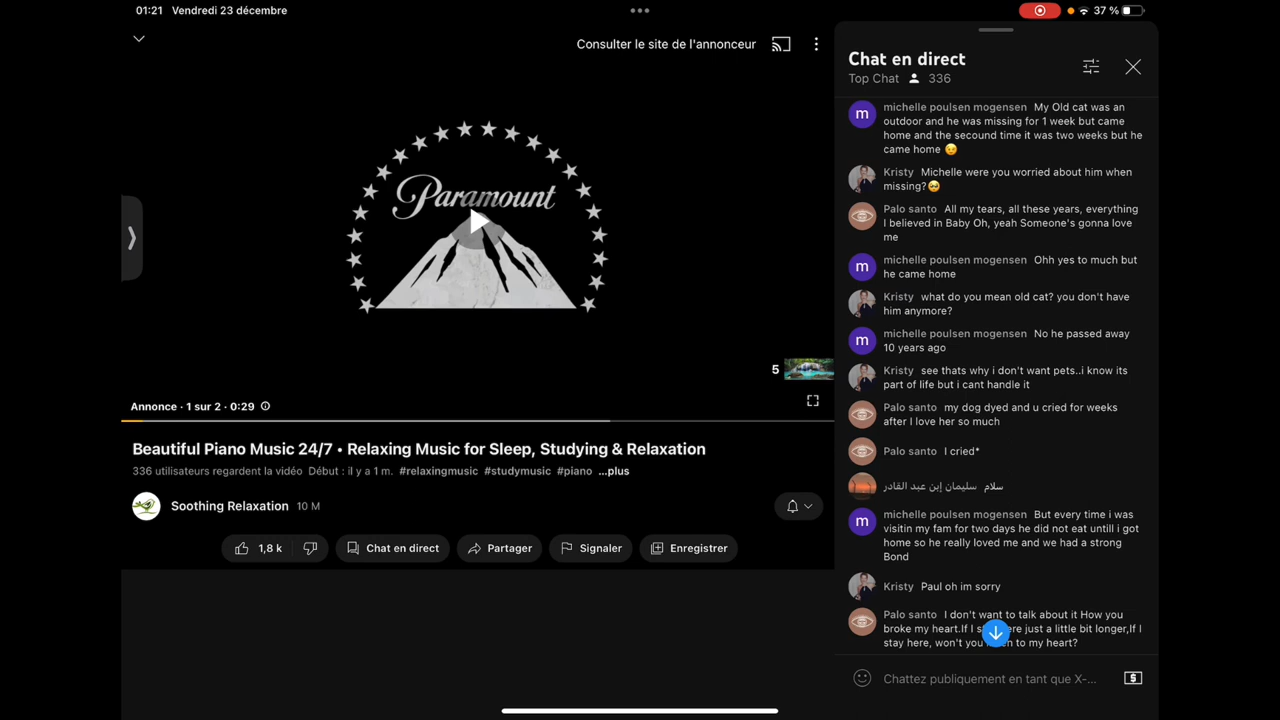 01:21 Vendredi 23 décembre
37 %
Consulter le site de l'annonceur
Paramount
5
Annonce · 1 sur 2 · 0:29
Beautiful Piano Music 24/7 • Relaxing Music for Sleep, Studying & Relaxation
336 utilisateurs regardent la vidéo Début : il y a 1 m. #relaxingmusic #studymusic #piano ...plus
Soothing Relaxation 10 M
1,8 k
Chat en direct
Partager
Signaler
Enregistrer
Chat en direct
Top Chat 336
m
michelle poulsen mogensen My Old cat was an
outdoor and he was missing for 1 week but came
home and the secound time it was two weeks but he
came home 😉
Kristy Michelle were you worried about him when
missing?🥺
Palo santo All my tears, all these years, everything
I believed in Baby Oh, yeah Someone's gonna love
me
m
michelle poulsen mogensen Ohh yes to much but
he came home
Kristy what do you mean old cat? you don't have
him anymore?
m
michelle poulsen mogensen No he passed away
10 years ago
Kristy see thats why i don't want pets..i know its
part of life but i cant handle it
Palo santo my dog dyed and u cried for weeks
after I love her so much
Palo santo I cried*
سليمان إبن عبد القادر سلام
m
michelle poulsen mogensen But every time i was
visitin my fam for two days he did not eat untill i got
home so he really loved me and we had a strong
Bond
Kristy Paul oh im sorry
Palo santo I don't want to talk about it How you
broke my heart.If I just a little bit longer,If I
stay here, won't you to my heart?
Chattez publiquement en tant que X-...
$